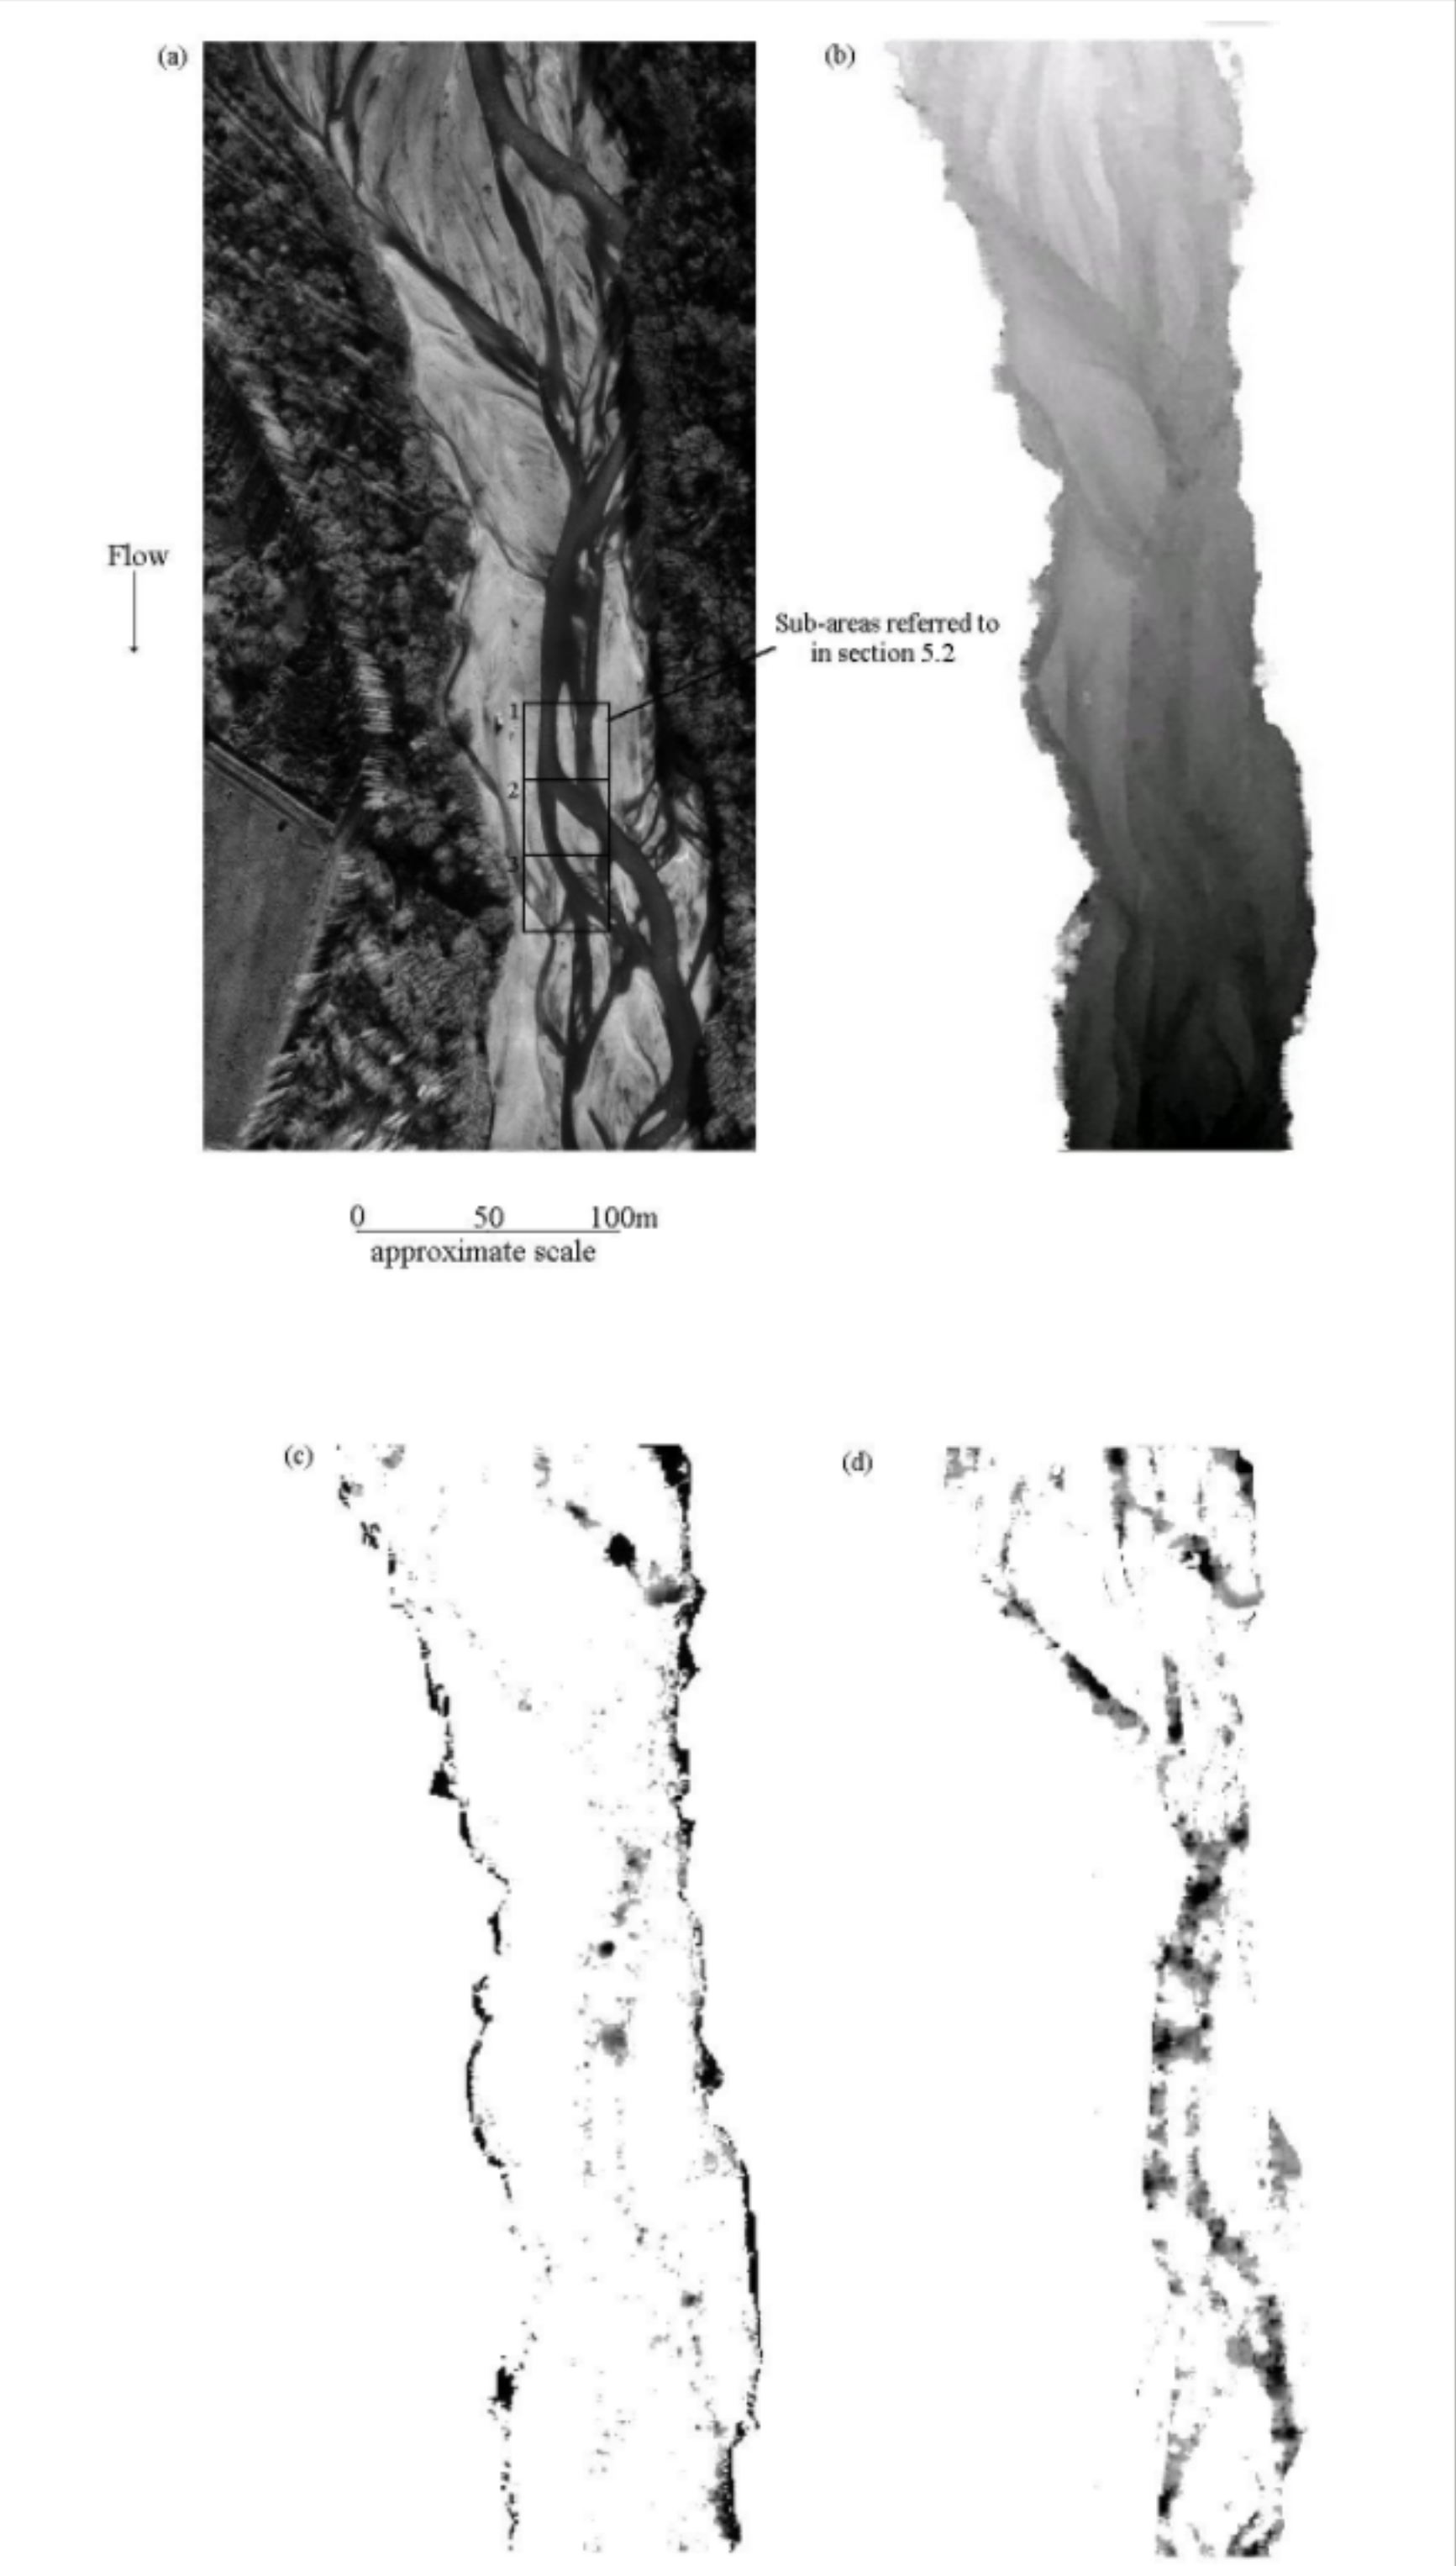 (a)
(b)
Flow
Sub-areas referred to
in section 5.2
1
2
3
0 50 100m
approximate scale
(c)
(d)